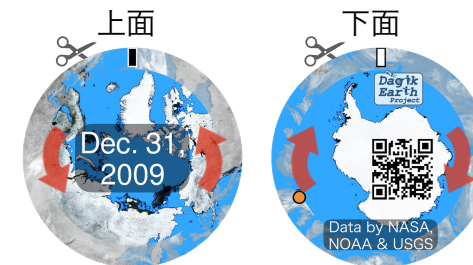 上面
下面
Dec. 31
2009
Dagik
Earth
Project
Data by NASA,
NOAA & USGS